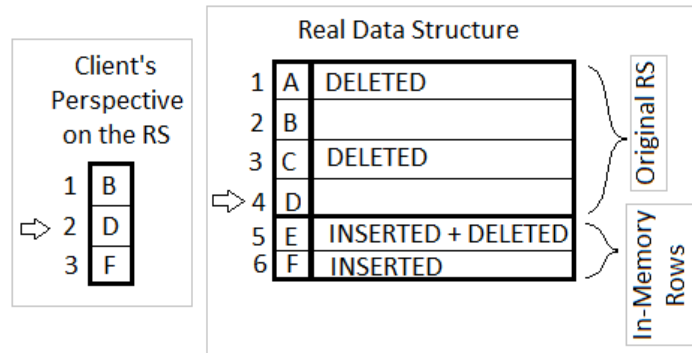 Client's
Perspective
on the RS
1 B
2 D
3 F
Real Data Structure
1 A DELETED
2 B
3 C DELETED
4 D
5 E INSERTED + DELETED
6 F INSERTED
Original RS
In-Memory
Rows